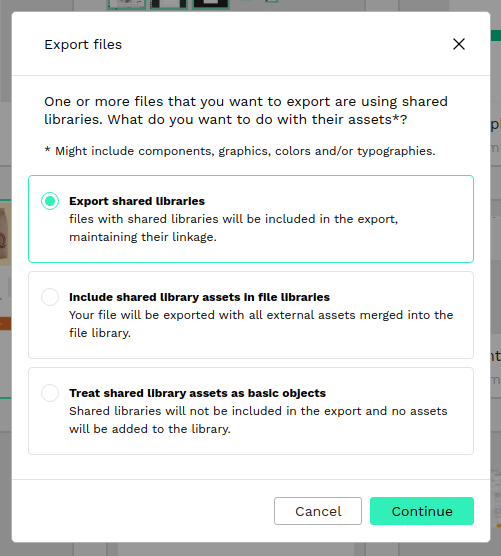 Export files
One or more files that you want to export are using shared
libraries. What do you want to do with their assets*?
* Might include components, graphics, colors and/or typographies.
Export shared libraries
files with shared libraries will be included in the export,
maintaining their linkage.
Include shared library assets in file libraries
Your file will be exported with all external assets merged into the
file library.
Treat shared library assets as basic objects
Shared libraries will not be included in the export and no assets
will be added to the library.
Cancel
Continue